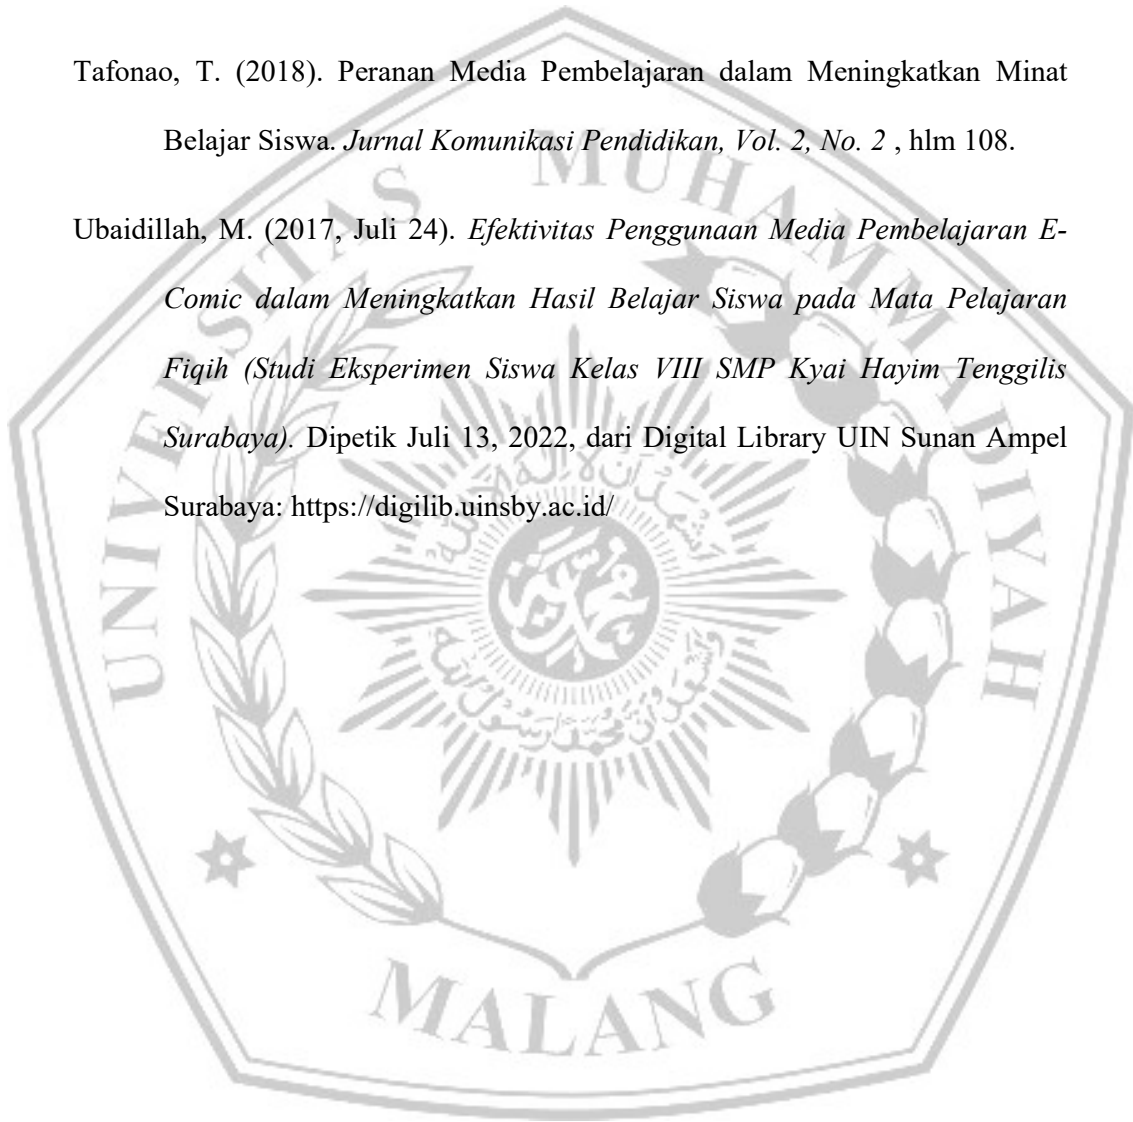 Tafonao, T. (2018). Peranan Media Pembelajaran dalam Meningkatkan Minat
Belajar Siswa. Jurnal Komunikasi Pendidikan, Vol. 2, No. 2 , hlm 108.
Ubaidillah, M. (2017, Juli 24). Efektivitas Penggunaan Media Pembelajaran E-
Comic dalam Meningkatkan Hasil Belajar Siswa pada Mata Pelajaran
Fiqih (Studi Eksperimen Siswa Kelas VIII SMP Kyai Hayim Tenggilis
Surabaya). Dipetik Juli 13, 2022, dari Digital Library UIN Sunan Ampel
Surabaya: https://digilib.uinsby.ac.id/
UNIVERSITAS MUHAMMADIYAH
MALANG